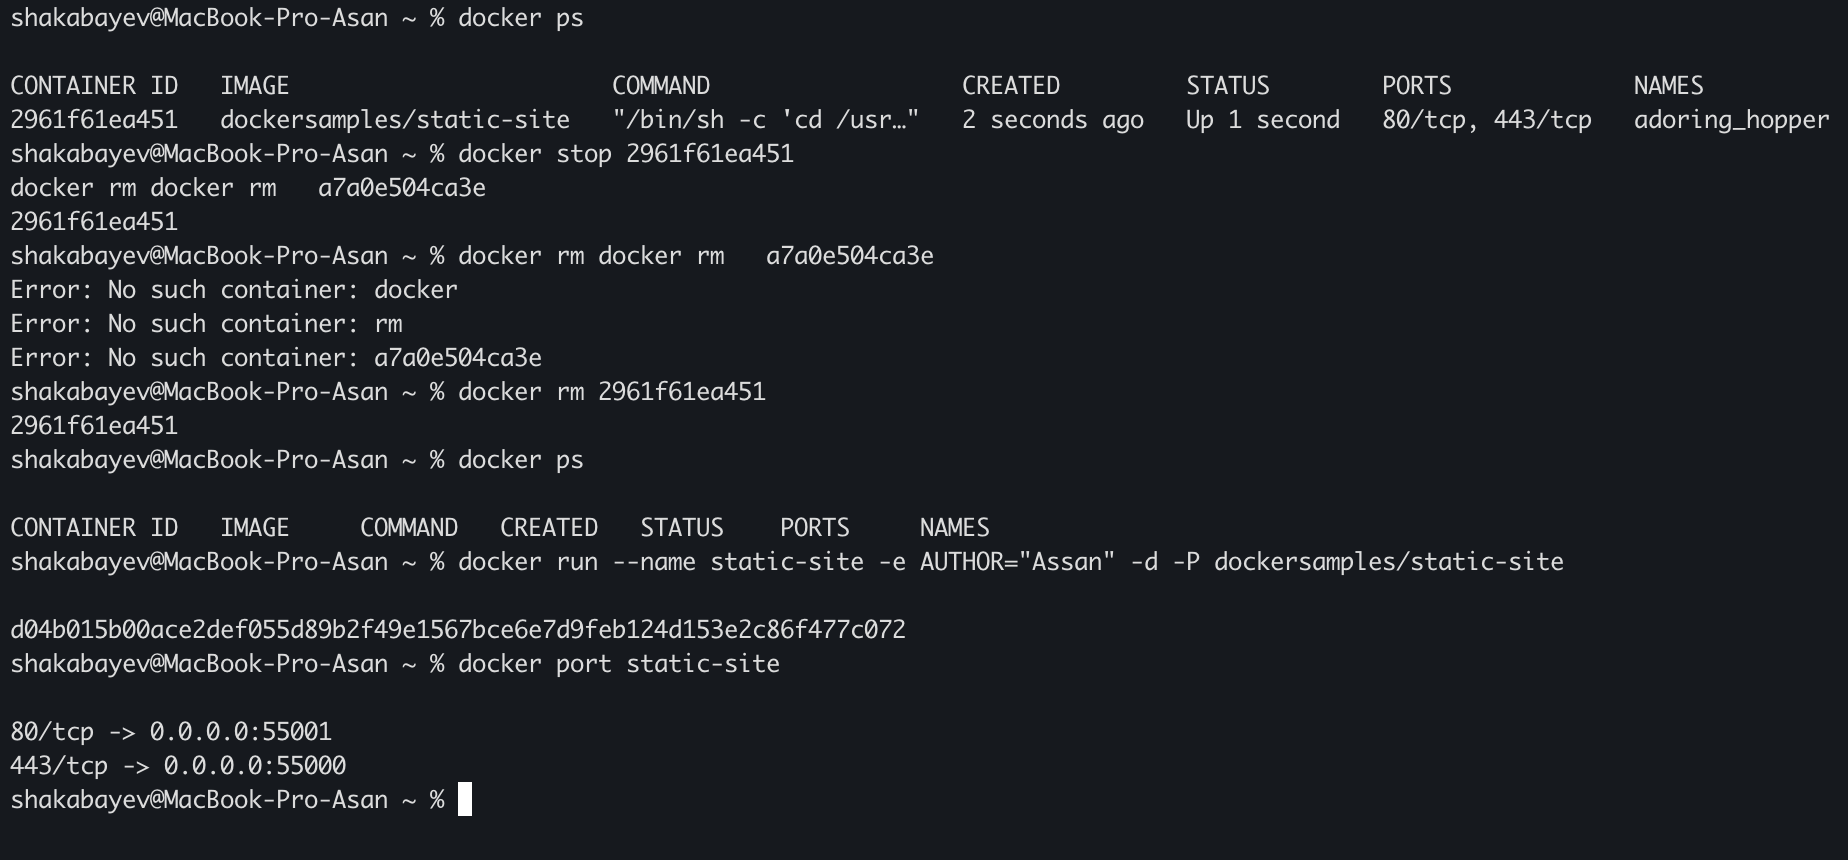 shakabayev@MacBook-Pro-Asan ~ % docker ps
CONTAINER ID   IMAGE                       COMMAND                  CREATED         STATUS        PORTS             NAMES
2961f61ea451   dockersamples/static-site   "/bin/sh -c 'cd /usr…"   2 seconds ago   Up 1 second   80/tcp, 443/tcp   adoring_hopper
shakabayev@MacBook-Pro-Asan ~ % docker stop 2961f61ea451
docker rm docker rm   a7a0e504ca3e
2961f61ea451
shakabayev@MacBook-Pro-Asan ~ % docker rm docker rm   a7a0e504ca3e
Error: No such container: docker
Error: No such container: rm
Error: No such container: a7a0e504ca3e
shakabayev@MacBook-Pro-Asan ~ % docker rm 2961f61ea451
2961f61ea451
shakabayev@MacBook-Pro-Asan ~ % docker ps
CONTAINER ID   IMAGE     COMMAND   CREATED   STATUS    PORTS     NAMES
shakabayev@MacBook-Pro-Asan ~ % docker run --name static-site -e AUTHOR="Assan" -d -P dockersamples/static-site
d04b015b00ace2def055d89b2f49e1567bce6e7d9feb124d153e2c86f477c072
shakabayev@MacBook-Pro-Asan ~ % docker port static-site
80/tcp -> 0.0.0.0:55001
443/tcp -> 0.0.0.0:55000
shakabayev@MacBook-Pro-Asan ~ %